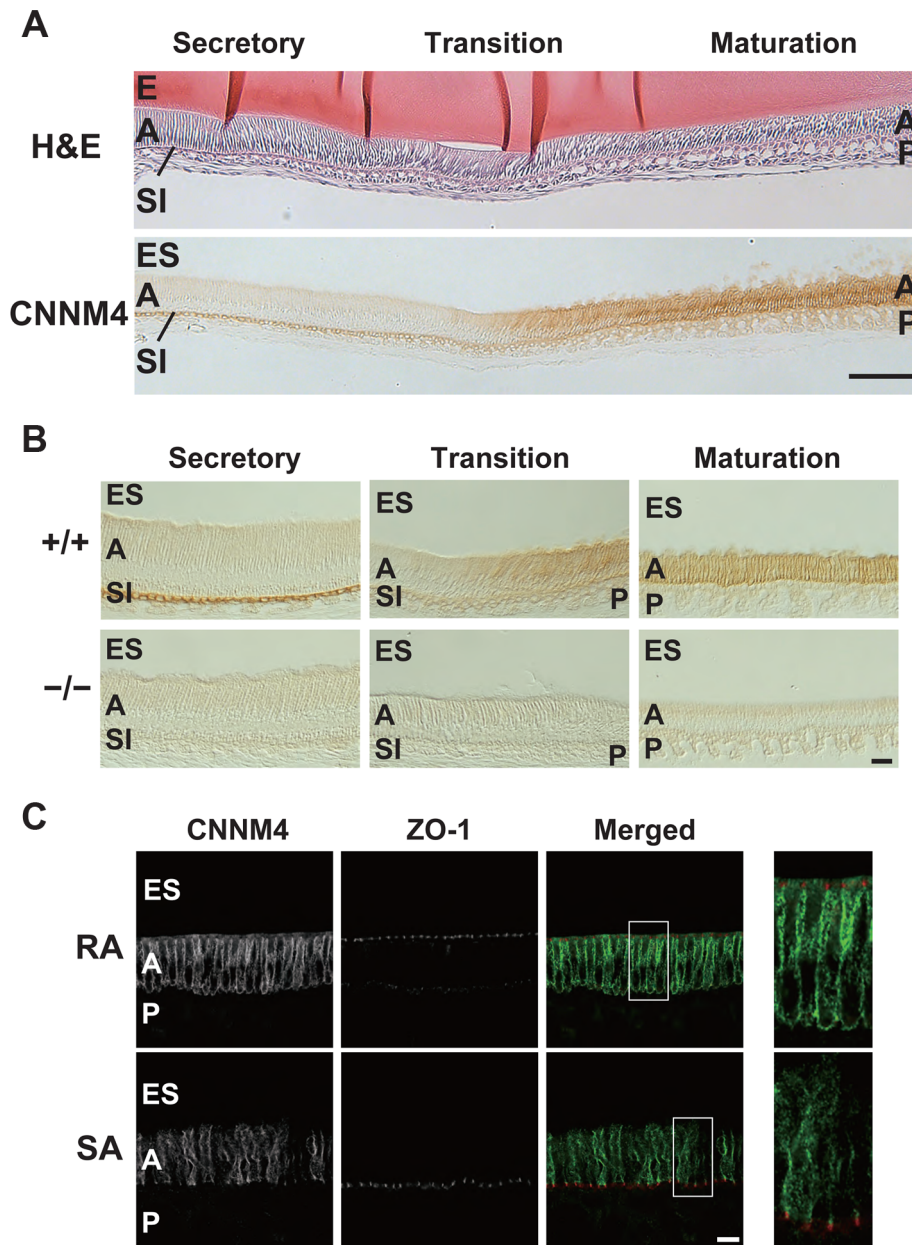 A
Secretory Transition Maturation
H&E
E
A
SI
A
P
CNNM4
ES
A
SI
A
P
B
Secretory Transition Maturation
+/+
ES
A
SI
ES
A
SI
P
ES
A
P
−/−
ES
A
SI
ES
A
SI
P
ES
A
P
C
CNNM4 ZO-1 Merged
RA
ES
A
P
SA
ES
A
P